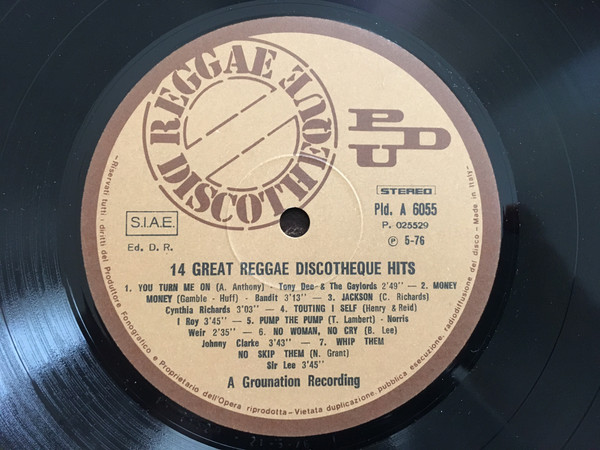 REGGAE DISCOTHEQUE
PDU
STEREO
Pld. A 6055
P. 025529
Ⓟ 5-76
S.I.A.E.
Ed. D. R.
14 GREAT REGGAE DISCOTHEQUE HITS
1. YOU TURN ME ON (A. Anthony) - Tony Dee & The Gaylords 2'49" - 2. MONEY
MONEY (Gamble - Huff) - Bandit 3'13" - 3. JACKSON (C. Richards)
Cynthia Richards 3'03" - 4. TOUTING I SELF (Henry & Reid)
I Roy 3'45" - 5. PUMP THE PUMP (T. Lambert) - Norris
Weir 2'35" - 6. NO WOMAN, NO CRY (B. Lee)
Johnny Clarke 3'43" - 7. WHIP THEM
NO SKIP THEM (N. Grant)
Sir Lee 3'45"
A Grounation Recording
-Riservati tutti i diritti del Produttore Fonografico e Proprietariò dell'Opera riprodotta-Vietata duplicazione, pubblica esecuzione, radiodiffusione del disco-Made in Italy-